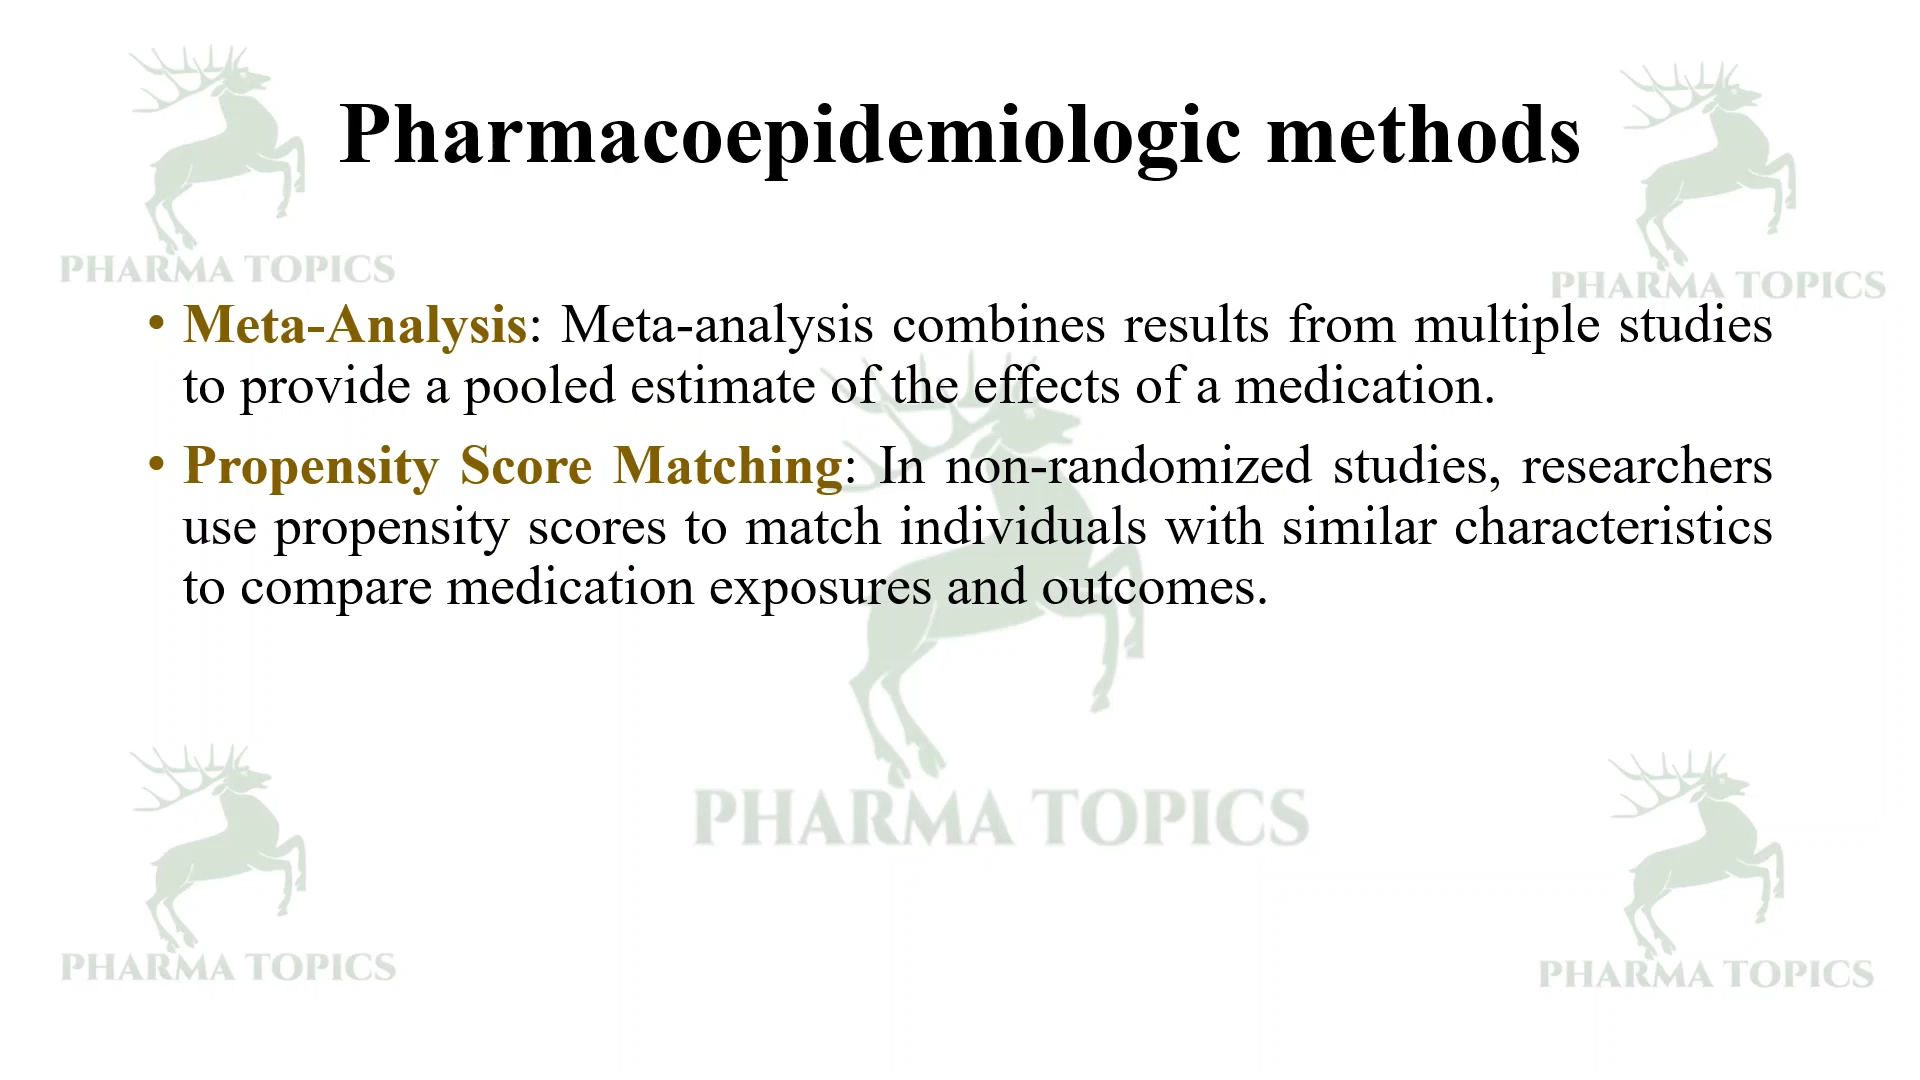 Pharmacoepidemiologic methods
PHARMA TOPICS
PHARMA TOPICS
• Meta-Analysis: Meta-analysis combines results from multiple studies
to provide a pooled estimate of the effects of a medication.
• Propensity Score Matching: In non-randomized studies, researchers
use propensity scores to match individuals with similar characteristics
to compare medication exposures and outcomes.
PHARMA TOPICS
PHARMA TOPICS
PHARMA TOPICS